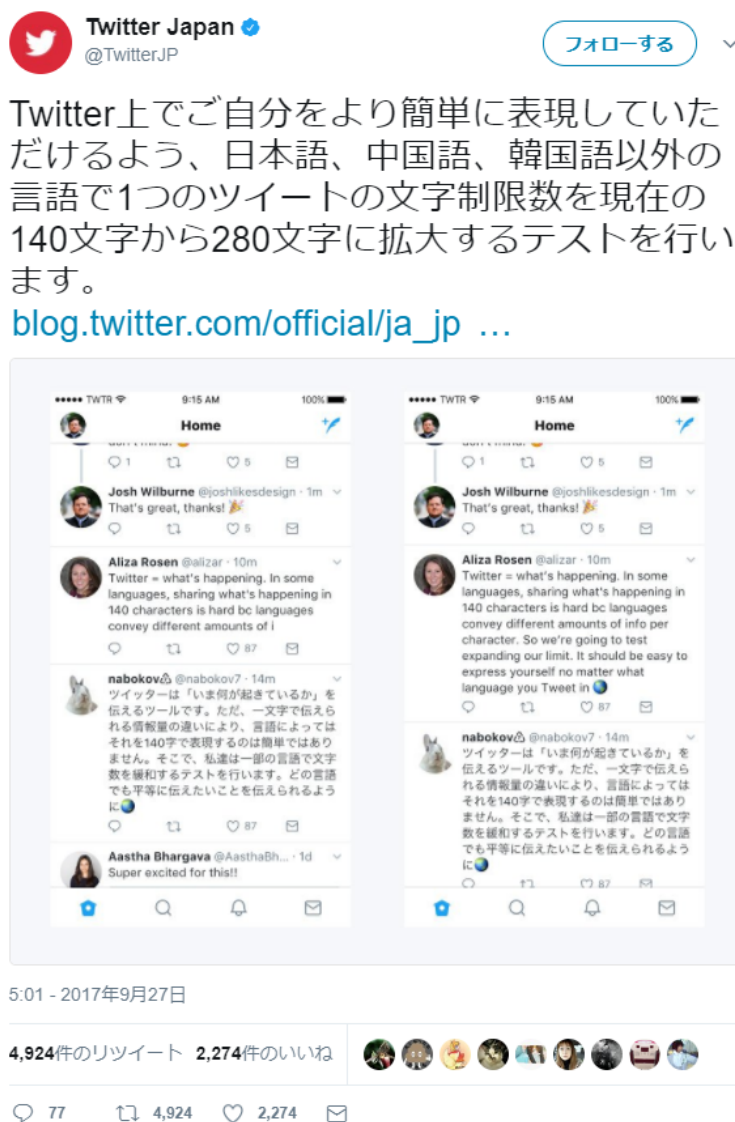 Twitter Japan
@TwitterJP
フォローする
Twitter上でご自分をより簡単に表現していた
だけるよう、日本語、中国語、韓国語以外の
言語で1つのツイートの文字制限数を現在の
140文字から280文字に拡大するテストを行い
ます。
blog.twitter.com/official/ja_jp …
TWTR 9:15 AM 100%
Home
1 5
Josh Wilburne @joshlikesdesign · 1m
That's great, thanks! 🎉
5
Aliza Rosen @alizar · 10m
Twitter = what's happening. In some
languages, sharing what's happening in
140 characters is hard bc languages
convey different amounts of i
87
nabokov @nabokov7 · 14m
ツイッターは「いま何が起きているか」を
伝えるツールです。ただ、一文字で伝えら
れる情報量の違いにより、言語によっては
それを140字で表現するのは簡単ではあり
ません。そこで、私達は一部の言語で文字
数を緩和するテストを行います。どの言語
でも平等に伝えたいことを伝えられるよう
に🌏
87
Aastha Bhargava @AasthaBh... · 1d
Super excited for this!!
TWTR 9:15 AM 100%
Home
1 5
Josh Wilburne @joshlikesdesign · 1m
That's great, thanks! 🎉
5
Aliza Rosen @alizar · 10m
Twitter = what's happening. In some
languages, sharing what's happening in
140 characters is hard bc languages
convey different amounts of info per
character. So we're going to test
expanding our limit. It should be easy to
express yourself no matter what
language you Tweet in 🌏
87
nabokov @nabokov7 · 14m
ツイッターは「いま何が起きているか」を
伝えるツールです。ただ、一文字で伝えら
れる情報量の違いにより、言語によっては
それを140字で表現するのは簡単ではあり
ません。そこで、私達は一部の言語で文字
数を緩和するテストを行います。どの言語
でも平等に伝えたいことを伝えられるよう
に🌏
87
5:01 - 2017年9月27日
4,924件のリツイート 2,274件のいいね
77 4,924 2,274